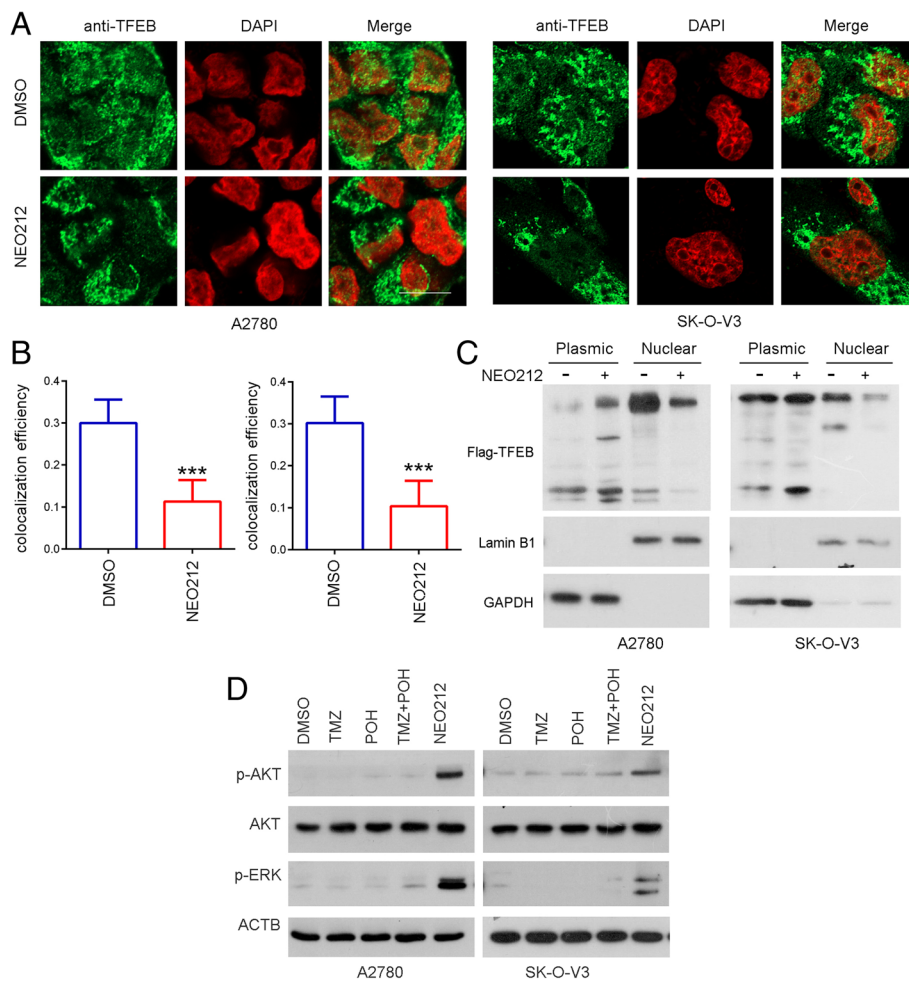 A
anti-TFEB DAPI Merge anti-TFEB DAPI Merge
DMSO
NEO212
A2780 SK-O-V3
B
colocalization efficiency
0.4
0.3
0.2
0.1
0.0
***
DMSO
NEO212
colocalization efficiency
0.4
0.3
0.2
0.1
0.0
***
DMSO
NEO212
C
Plasmic Nuclear Plasmic Nuclear
NEO212 - + - + - + - +
Flag-TFEB
Lamin B1
GAPDH
A2780 SK-O-V3
D
DMSO TMZ POH TMZ+POH NEO212 DMSO TMZ POH TMZ+POH NEO212
p-AKT
AKT
p-ERK
ACTB
A2780 SK-O-V3